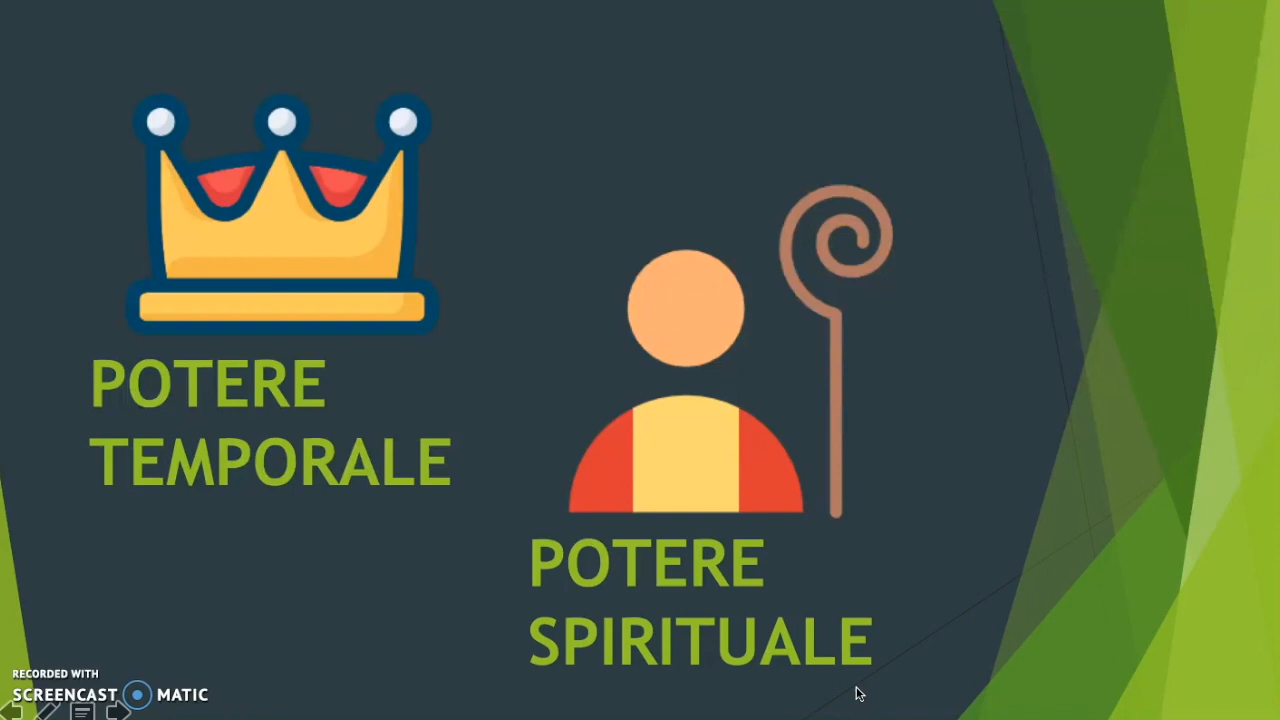 POTERE
TEMPORALE
POTERE
SPIRITUALE
RECORDED WITH
SCREENCAST MATIC